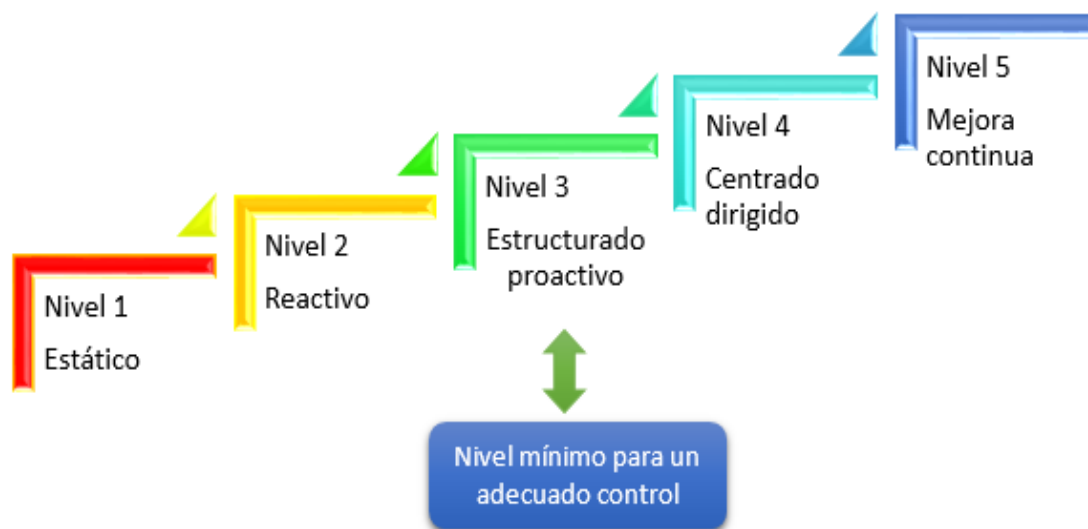 Nivel 1
Estático
Nivel 2
Reactivo
Nivel 3
Estructurado
proactivo
Nivel 4
Centrado
dirigido
Nivel 5
Mejora
continua
Nivel mínimo para un
adecuado control